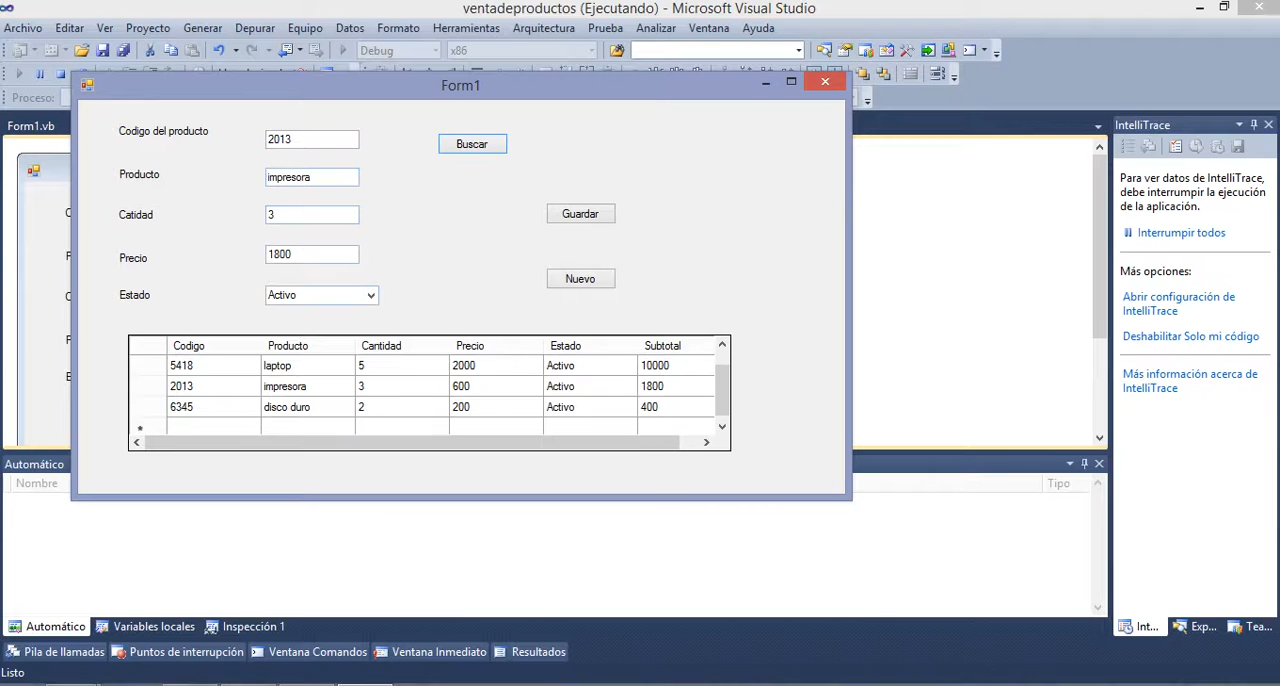 ventadeproductos (Ejecutando) - Microsoft Visual Studio
Archivo Editar Ver Proyecto Generar Depurar Equipo Datos Formato Herramientas Arquitectura Prueba Analizar Ventana Ayuda
Debug x86
Proceso:
Form1
Form1.vb
IntelliTrace
Codigo del producto 2013 Buscar
Producto impresora
Catidad 3 Guardar
Precio 1800
Nuevo
Estado Activo
Codigo Producto Cantidad Precio Estado Subtotal
5418 laptop 5 2000 Activo 10000
2013 impresora 3 600 Activo 1800
6345 disco duro 2 200 Activo 400
*
Para ver datos de IntelliTrace,
debe interrumpir la ejecución
de la aplicación.
Interrumpir todos
Más opciones:
Abrir configuración de
IntelliTrace
Deshabilitar Solo mi código
Más información acerca de
IntelliTrace
Automático
Nombre Tipo
Automático Variables locales Inspección 1
Int... Exp... Tea...
Pila de llamadas Puntos de interrupción Ventana Comandos Ventana Inmediato Resultados
Listo